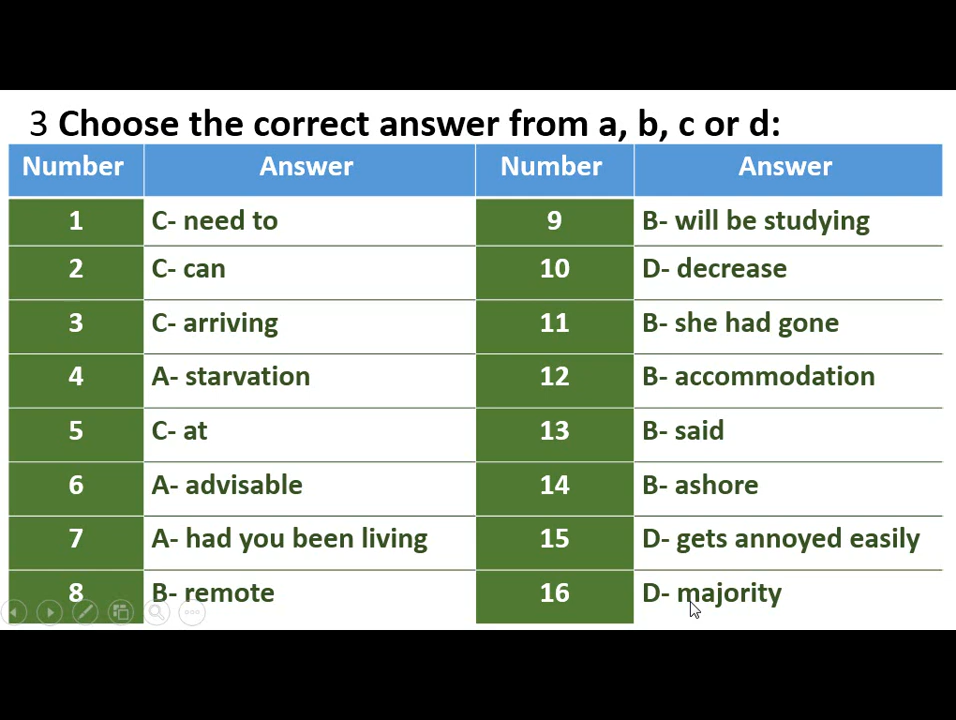 3 Choose the correct answer from a, b, c or d:
Number Answer Number Answer
1 C- need to 9 B- will be studying
2 C- can 10 D- decrease
3 C- arriving 11 B- she had gone
4 A- starvation 12 B- accommodation
5 C- at 13 B- said
6 A- advisable 14 B- ashore
7 A- had you been living 15 D- gets annoyed easily
8 B- remote 16 D- majority